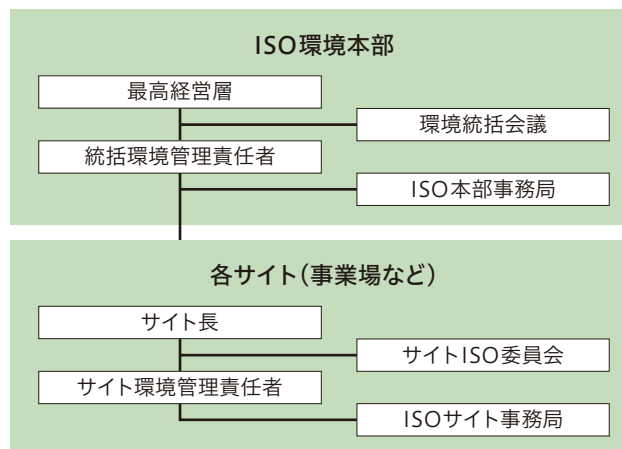 ISO環境本部
最高経営層
環境統括会議
統括環境管理責任者
ISO本部事務局
各サイト（事業場など）
サイト長
サイトISO委員会
サイト環境管理責任者
ISOサイト事務局